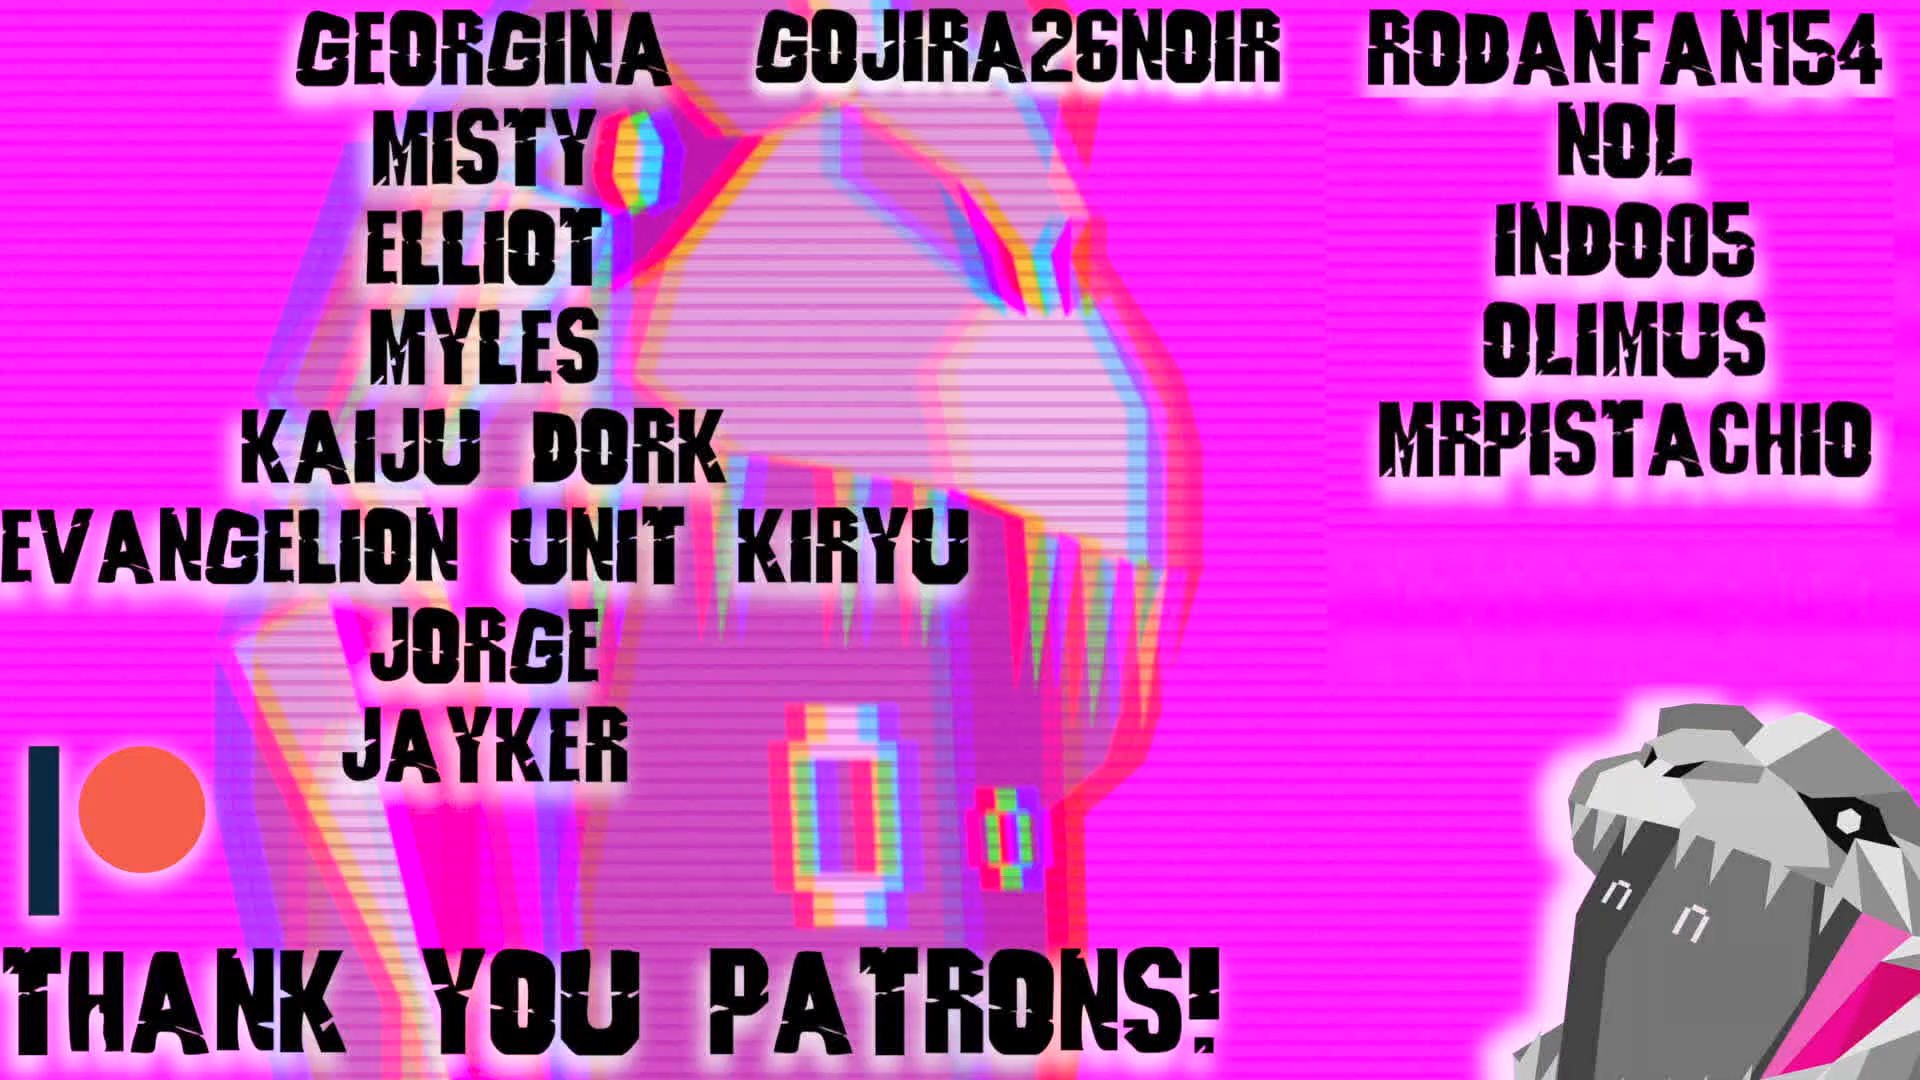 GEORGINA GOJIRA26NOIR RODANFAN154
MISTY
ELLIOT
MYLES
KAIJU DORK
EVANGELION UNIT KIRYU
JORGE
JAYKER
NOL
INDO05
OLIMUS
MRPISTACHIO
THANK YOU PATRONS!